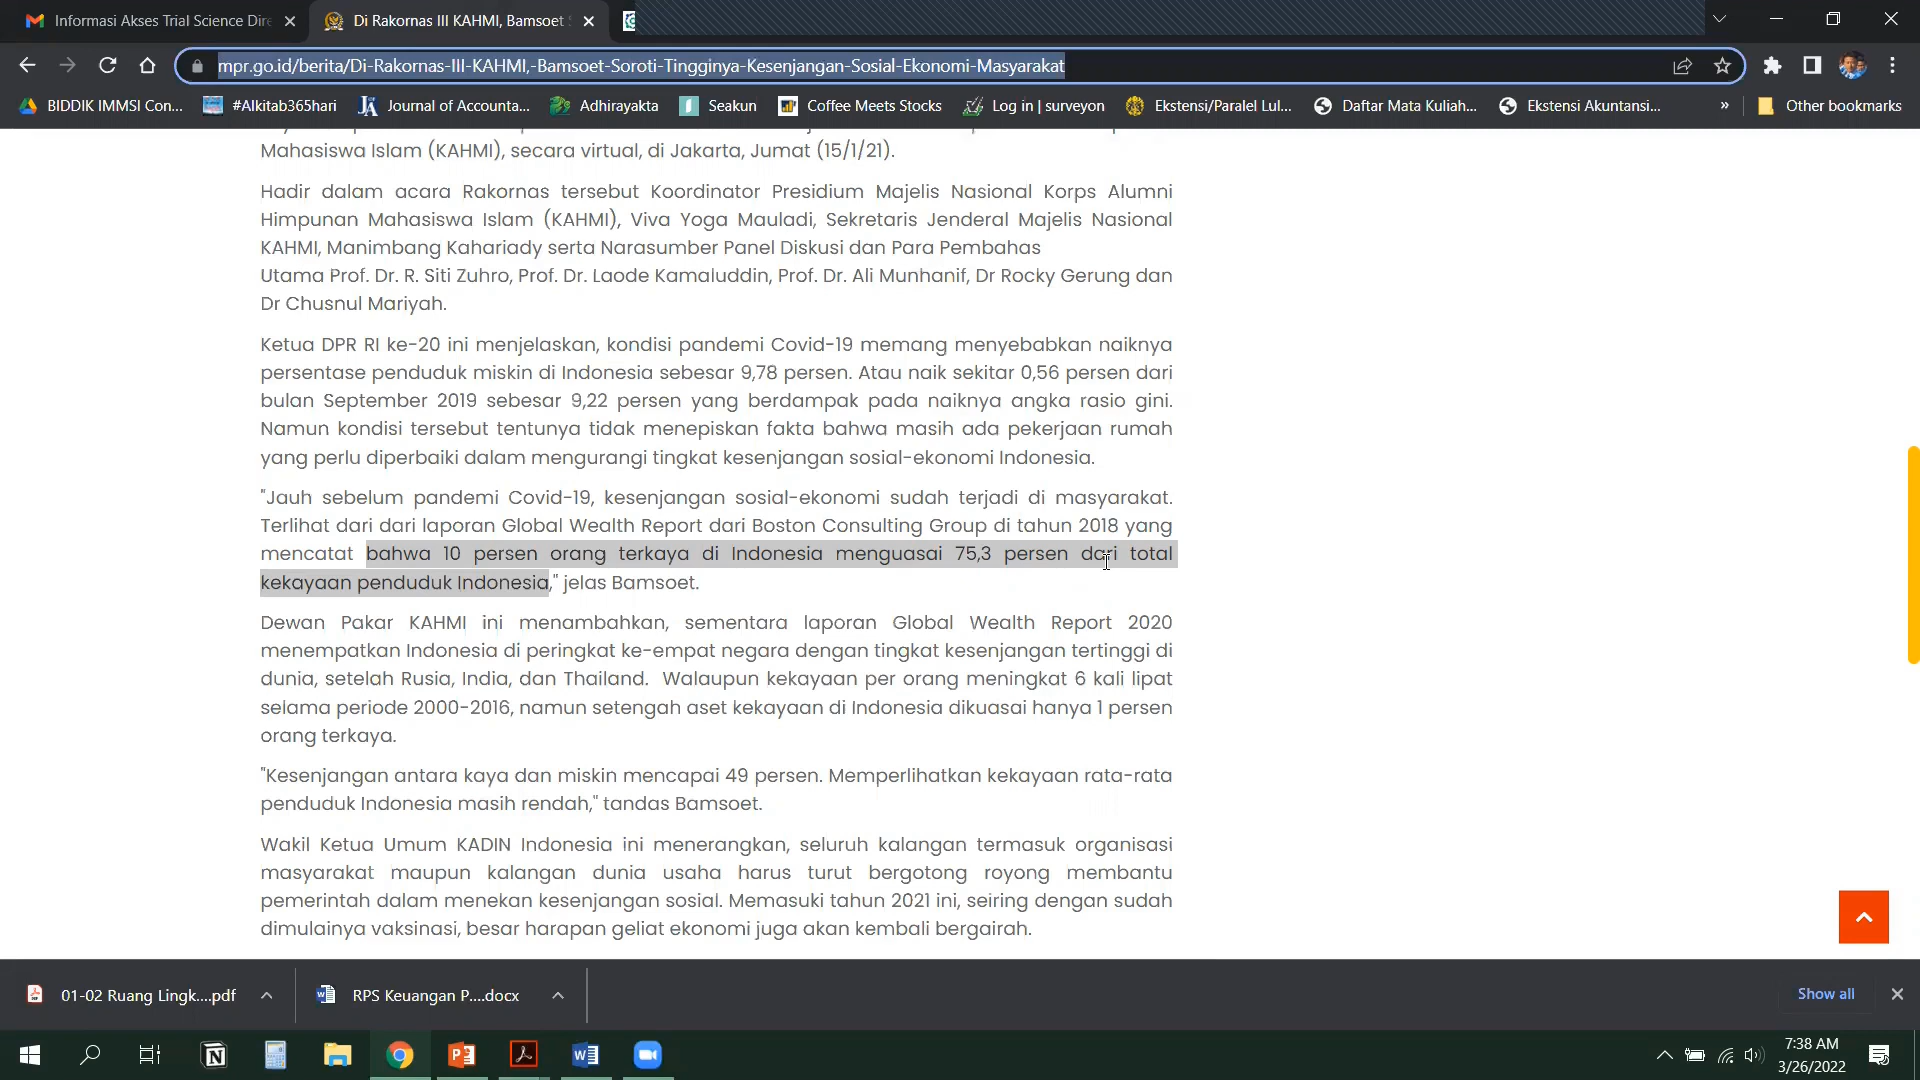 Informasi Akses Trial Science Dire
Di Rakornas III KAHMI, Bamsoet S
mpr.go.id/berita/Di-Rakornas-III-KAHMI,-Bamsoet-Soroti-Tingginya-Kesenjangan-Sosial-Ekonomi-Masyarakat
BIDDIK IMMSI Con...
#Alkitab365hari
Journal of Accounta...
Adhirayakta
Seakun
Coffee Meets Stocks
Log in | surveyon
Ekstensi/Paralel Lul...
Daftar Mata Kuliah...
Ekstensi Akuntansi...
»
Other bookmarks
Mahasiswa Islam (KAHMI), secara virtual, di Jakarta, Jumat (15/1/21).
Hadir dalam acara Rakornas tersebut Koordinator Presidium Majelis Nasional Korps Alumni
Himpunan Mahasiswa Islam (KAHMI), Viva Yoga Mauladi, Sekretaris Jenderal Majelis Nasional
KAHMI, Manimbang Kahariady serta Narasumber Panel Diskusi dan Para Pembahas
Utama Prof. Dr. R. Siti Zuhro, Prof. Dr. Laode Kamaluddin, Prof. Dr. Ali Munhanif, Dr Rocky Gerung dan
Dr Chusnul Mariyah.
Ketua DPR RI ke-20 ini menjelaskan, kondisi pandemi Covid-19 memang menyebabkan naiknya
persentase penduduk miskin di Indonesia sebesar 9,78 persen. Atau naik sekitar 0,56 persen dari
bulan September 2019 sebesar 9,22 persen yang berdampak pada naiknya angka rasio gini.
Namun kondisi tersebut tentunya tidak menepiskan fakta bahwa masih ada pekerjaan rumah
yang perlu diperbaiki dalam mengurangi tingkat kesenjangan sosial-ekonomi Indonesia.
"Jauh sebelum pandemi Covid-19, kesenjangan sosial-ekonomi sudah terjadi di masyarakat.
Terlihat dari dari laporan Global Wealth Report dari Boston Consulting Group di tahun 2018 yang
mencatat bahwa 10 persen orang terkaya di Indonesia menguasai 75,3 persen dari total
kekayaan penduduk Indonesia," jelas Bamsoet.
Dewan Pakar KAHMI ini menambahkan, sementara laporan Global Wealth Report 2020
menempatkan Indonesia di peringkat ke-empat negara dengan tingkat kesenjangan tertinggi di
dunia, setelah Rusia, India, dan Thailand. Walaupun kekayaan per orang meningkat 6 kali lipat
selama periode 2000-2016, namun setengah aset kekayaan di Indonesia dikuasai hanya 1 persen
orang terkaya.
"Kesenjangan antara kaya dan miskin mencapai 49 persen. Memperlihatkan kekayaan rata-rata
penduduk Indonesia masih rendah," tandas Bamsoet.
Wakil Ketua Umum KADIN Indonesia ini menerangkan, seluruh kalangan termasuk organisasi
masyarakat maupun kalangan dunia usaha harus turut bergotong royong membantu
pemerintah dalam menekan kesenjangan sosial. Memasuki tahun 2021 ini, seiring dengan sudah
dimulainya vaksinasi, besar harapan geliat ekonomi juga akan kembali bergairah.
01-02 Ruang Lingk....pdf
RPS Keuangan P....docx
Show all
7:38 AM
3/26/2022